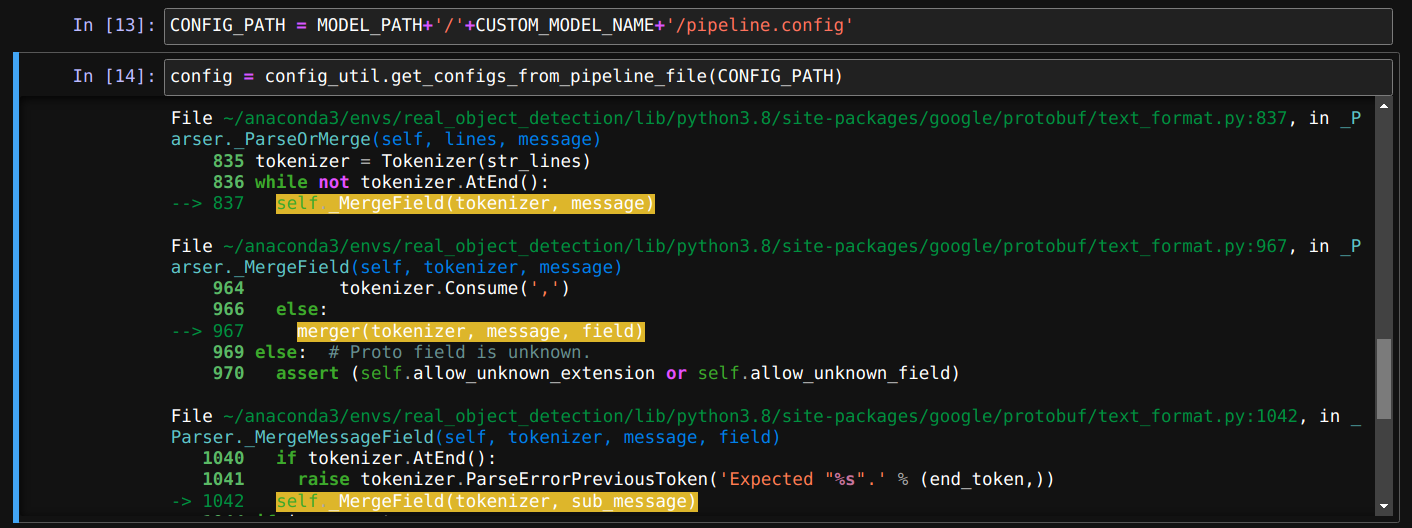 In [13]: CONFIG_PATH = MODEL_PATH+'/'+CUSTOM_MODEL_NAME+'/pipeline.config'
In [14]: config = config_util.get_configs_from_pipeline_file(CONFIG_PATH)
File ~/anaconda3/envs/real_object_detection/lib/python3.8/site-packages/google/protobuf/text_format.py:837, in _P
arser._ParseOrMerge(self, lines, message)
835 tokenizer = Tokenizer(str_lines)
836 while not tokenizer.AtEnd():
--> 837   self._MergeField(tokenizer, message)
File ~/anaconda3/envs/real_object_detection/lib/python3.8/site-packages/google/protobuf/text_format.py:967, in _P
arser._MergeField(self, tokenizer, message)
964         tokenizer.Consume(',')
966   else:
--> 967     merger(tokenizer, message, field)
969 else:  # Proto field is unknown.
970   assert (self.allow_unknown_extension or self.allow_unknown_field)
File ~/anaconda3/envs/real_object_detection/lib/python3.8/site-packages/google/protobuf/text_format.py:1042, in _
Parser._MergeMessageField(self, tokenizer, message, field)
1040   if tokenizer.AtEnd():
1041     raise tokenizer.ParseErrorPreviousToken('Expected "%s".' % (end_token,))
-> 1042   self._MergeField(tokenizer, sub_message)